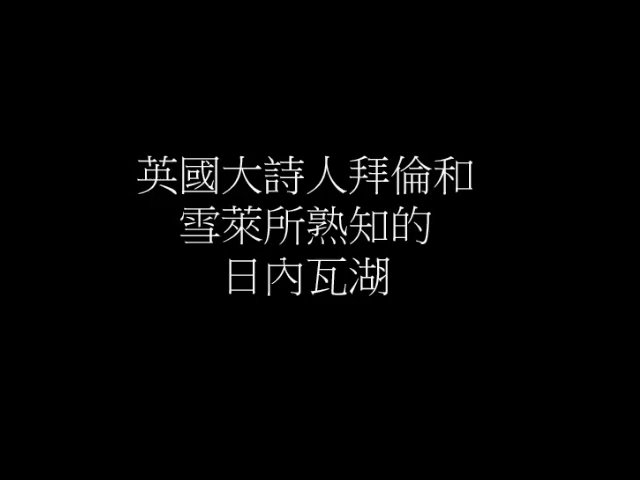 英國大詩人拜倫和
雪萊所熟知的
日內瓦湖